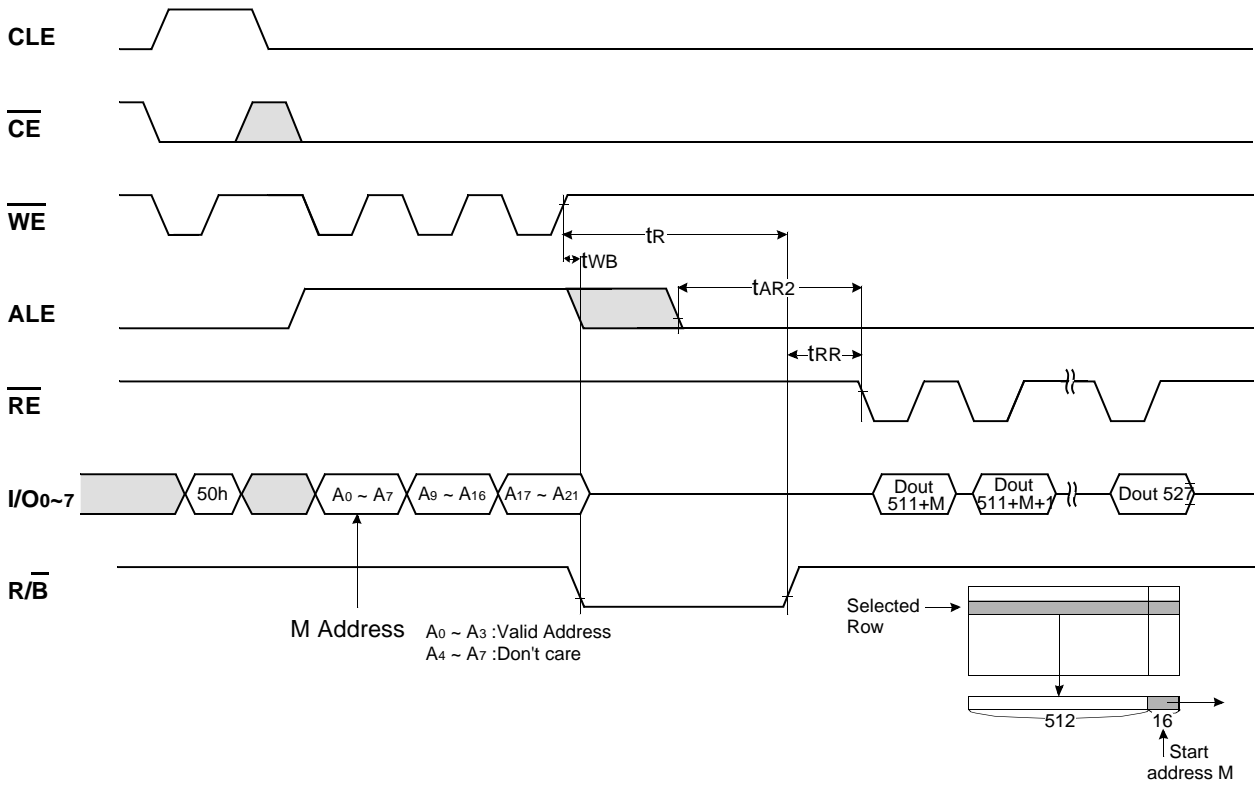 CLE
CE
WE
tR
tWB
ALE
tAR2
tRR
RE
I/O0~7
50h
A0 ~ A7
A9 ~ A16
A17 ~ A21
Dout
511+M
Dout
511+M+1
Dout 527
R/B
M Address
A0 ~ A3 :Valid Address
A4 ~ A7 :Don't care
Selected
Row
512
16
Start
address M